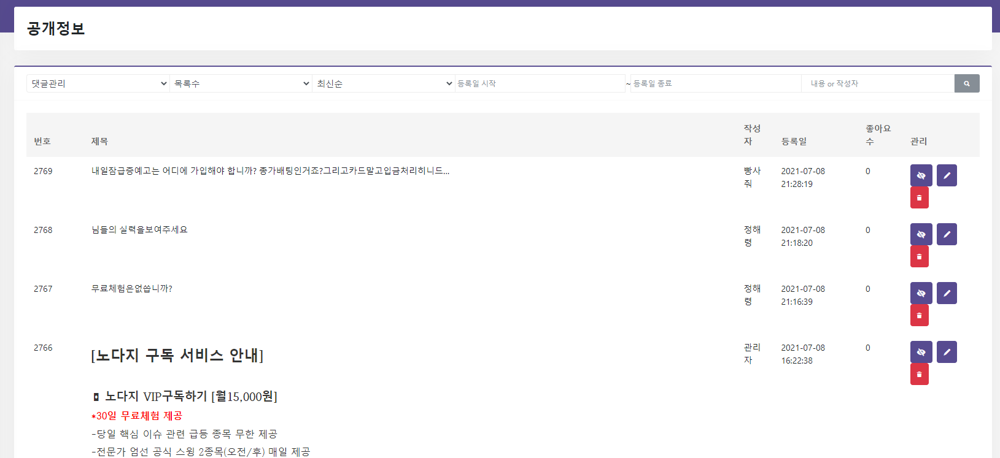 공개정보
댓글관리 목록수 최신순 등록일 시작 ~ 등록일 종료 내용 or 작성자
번호 제목 작성자 등록일 좋아요수 관리
2769 내일잠급증예고는 어디에 가입해야 합니까? 종가배팅인거죠?그리고카드말고입금처리히니드... 빵사줘 2021-07-08 21:28:19 0
2768 님들의 실력을보여주세요 정해령 2021-07-08 21:18:20 0
2767 무료체험은없씁니까? 정해령 2021-07-08 21:16:39 0
2766 [노다지 구독 서비스 안내] 관리자 2021-07-08 16:22:38 0
노다지 VIP구독하기 [월15,000원]
*30일 무료체험 제공
-당일 핵심 이슈 관련 급등 종목 무한 제공
-전문가 엄선 공식 스윙 2종목(오전/후) 매일 제공